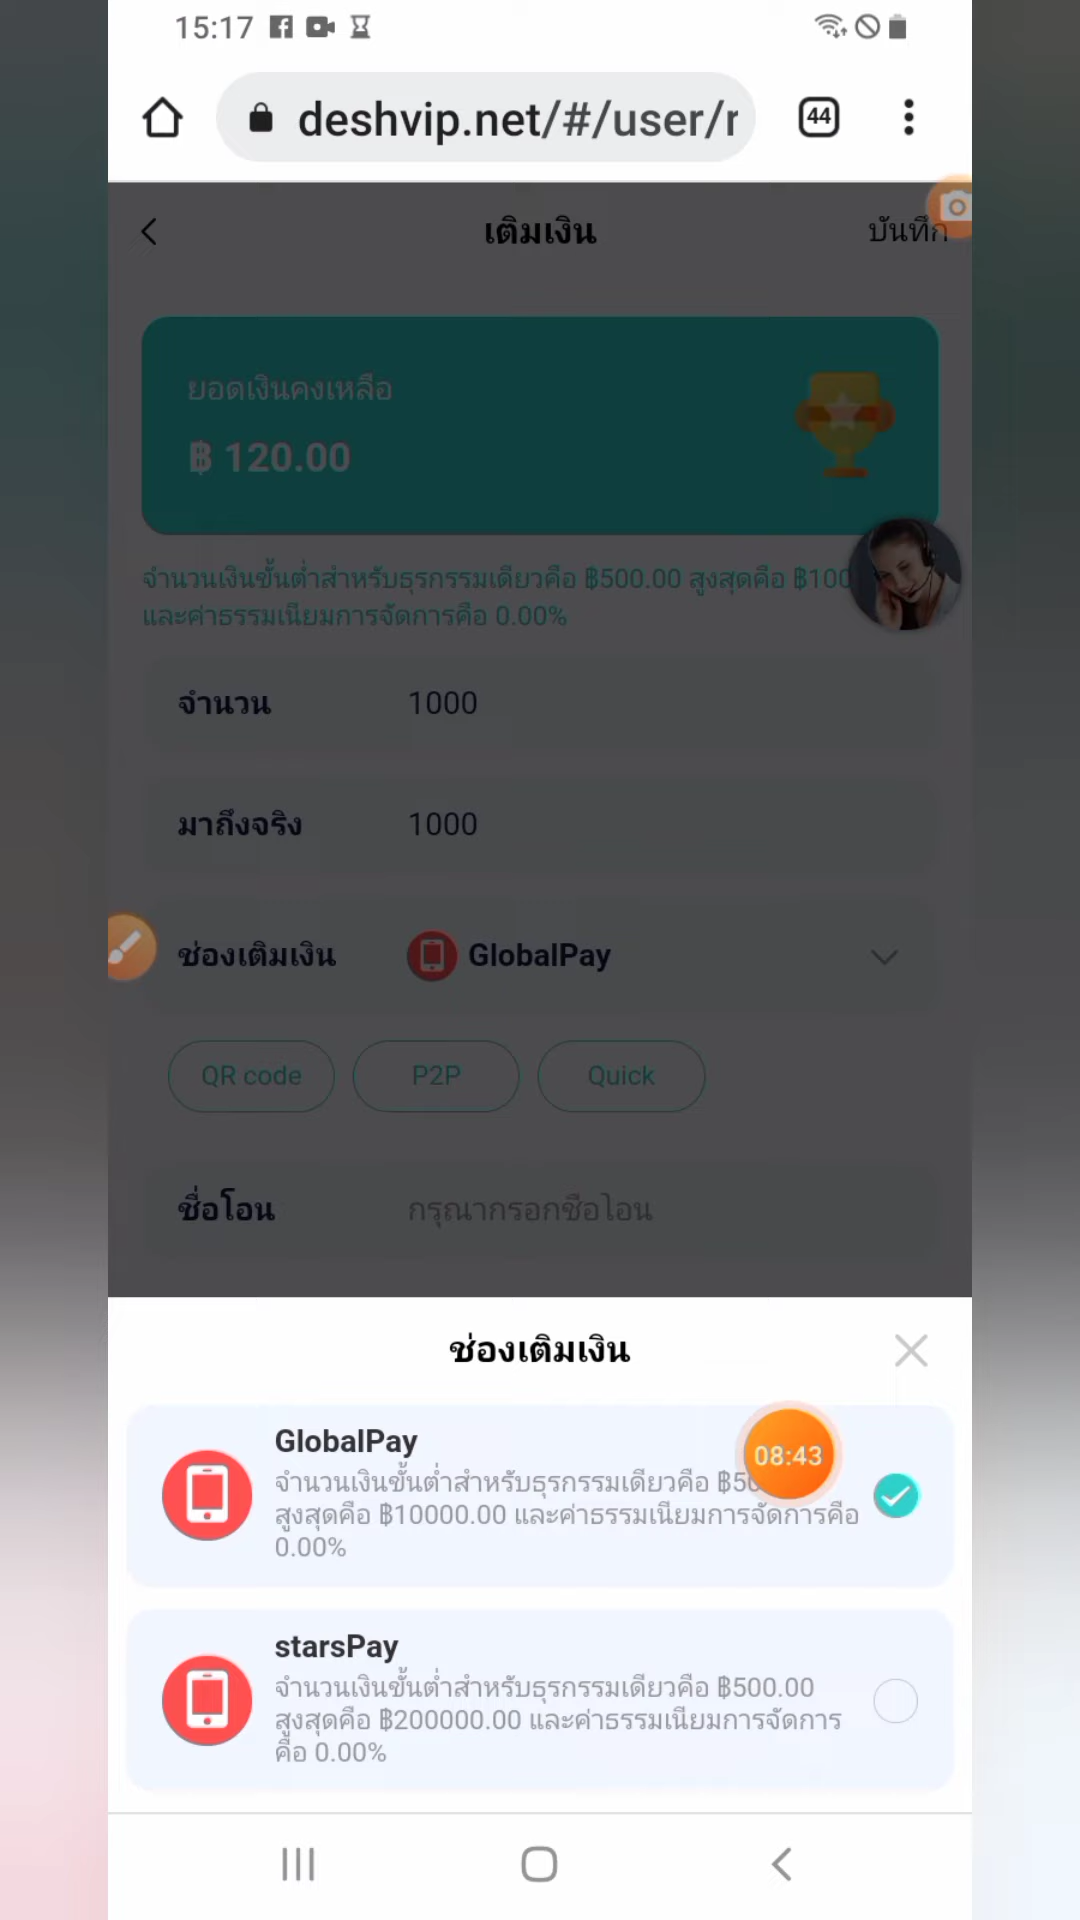 15:17
deshvip.net/#/user/r
44
เติมเงิน
บันทึก
ยอดเงินคงเหลือ
฿ 120.00
จำนวนเงินขั้นต่ำสำหรับธุรกรรมเดียวคือ ฿500.00 สูงสุดคือ ฿100
และค่าธรรมเนียมการจัดการคือ 0.00%
จำนวน 1000
มาถึงจริง 1000
ช่องเติมเงิน GlobalPay
QR code P2P Quick
ชื่อโอน กรุณากรอกชื่อโอน
ช่องเติมเงิน
GlobalPay
08:43
จำนวนเงินขั้นต่ำสำหรับธุรกรรมเดียวคือ ฿50
สูงสุดคือ ฿10000.00 และค่าธรรมเนียมการจัดการคือ
0.00%
starsPay
จำนวนเงินขั้นต่ำสำหรับธุรกรรมเดียวคือ ฿500.00
สูงสุดคือ ฿200000.00 และค่าธรรมเนียมการจัดการ
คือ 0.00%